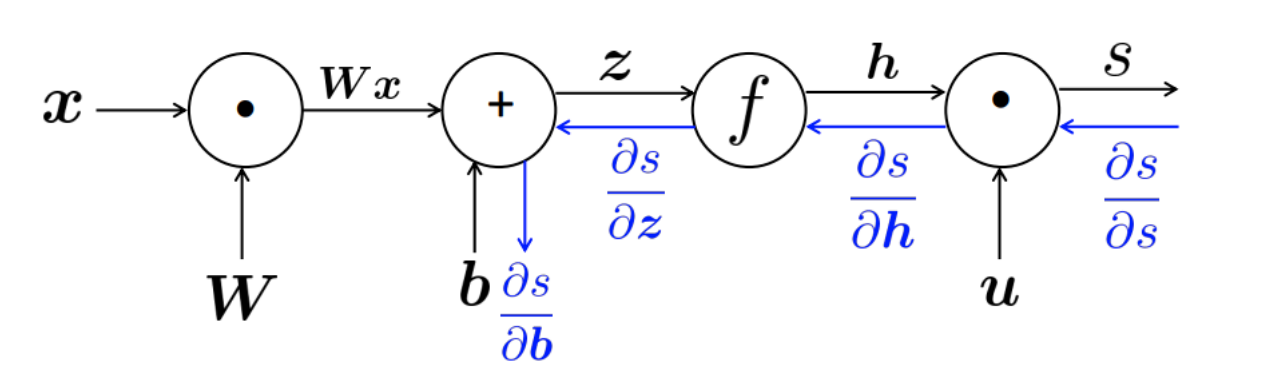 x • Wx + z f h • s
∂s/∂z ∂s/∂h ∂s/∂s
W b ∂s/∂b u